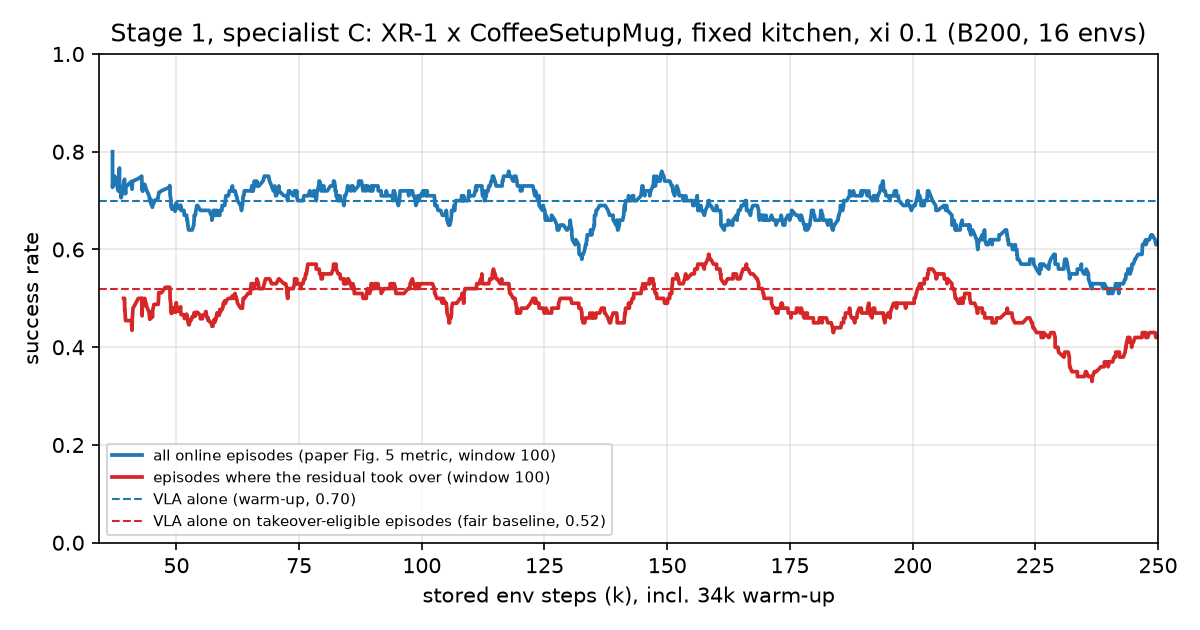 Stage 1, specialist C: XR-1 x CoffeeSetupMug, fixed kitchen, xi 0.1 (B200, 16 envs)
1.0
0.8
0.6
0.4
0.2
0.0
success rate
all online episodes (paper Fig. 5 metric, window 100)
episodes where the residual took over (window 100)
VLA alone (warm-up, 0.70)
VLA alone on takeover-eligible episodes (fair baseline, 0.52)
50 75 100 125 150 175 200 225 250
stored env steps (k), incl. 34k warm-up